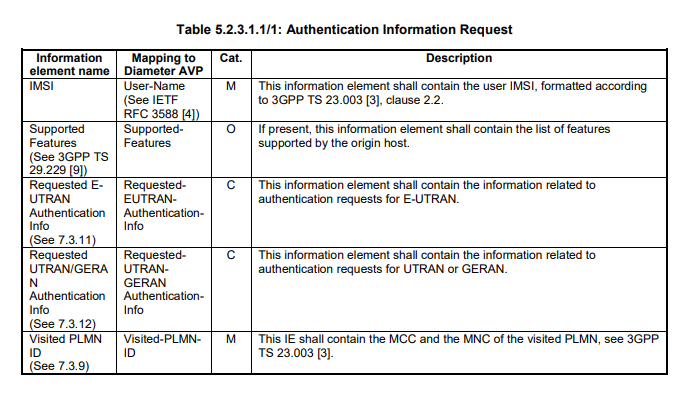 Table 5.2.3.1.1/1: Authentication Information Request
Information element name
Mapping to Diameter AVP
Cat.
Description
IMSI
User-Name
(See IETF
RFC 3588 [4])
M
This information element shall contain the user IMSI, formatted according
to 3GPP TS 23.003 [3], clause 2.2.
Supported
Features
(See 3GPP TS
29.229 [9])
Supported-
Features
O
If present, this information element shall contain the list of features
supported by the origin host.
Requested E-
UTRAN
Authentication
Info
(See 7.3.11)
Requested-
EUTRAN-
Authentication-
Info
C
This information element shall contain the information related to
authentication requests for E-UTRAN.
Requested
UTRAN/GERA
N
Authentication
Info
(See 7.3.12)
Requested-
UTRAN-
GERAN
Authentication-
Info
C
This information element shall contain the information related to
authentication requests for UTRAN or GERAN.
Visited PLMN
ID
(See 7.3.9)
Visited-PLMN-
ID
M
This IE shall contain the MCC and the MNC of the visited PLMN, see 3GPP
TS 23.003 [3].